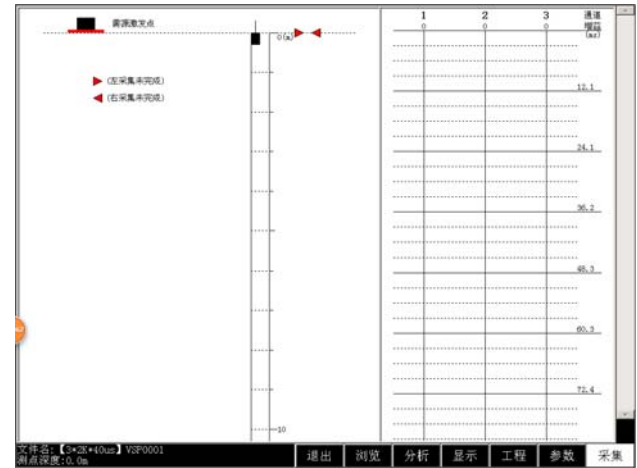 震源激发点
0(m)
(左采集未完成)
(右采集未完成)
-10
1 2 3 通道
0 0 0 增益
(ms)
12.1
24.1
36.2
48.3
60.3
72.4
文件名:【3*2K*40us】VSP0001
测点深度:0.0m
退出 浏览 分析 显示 工程 参数 采集